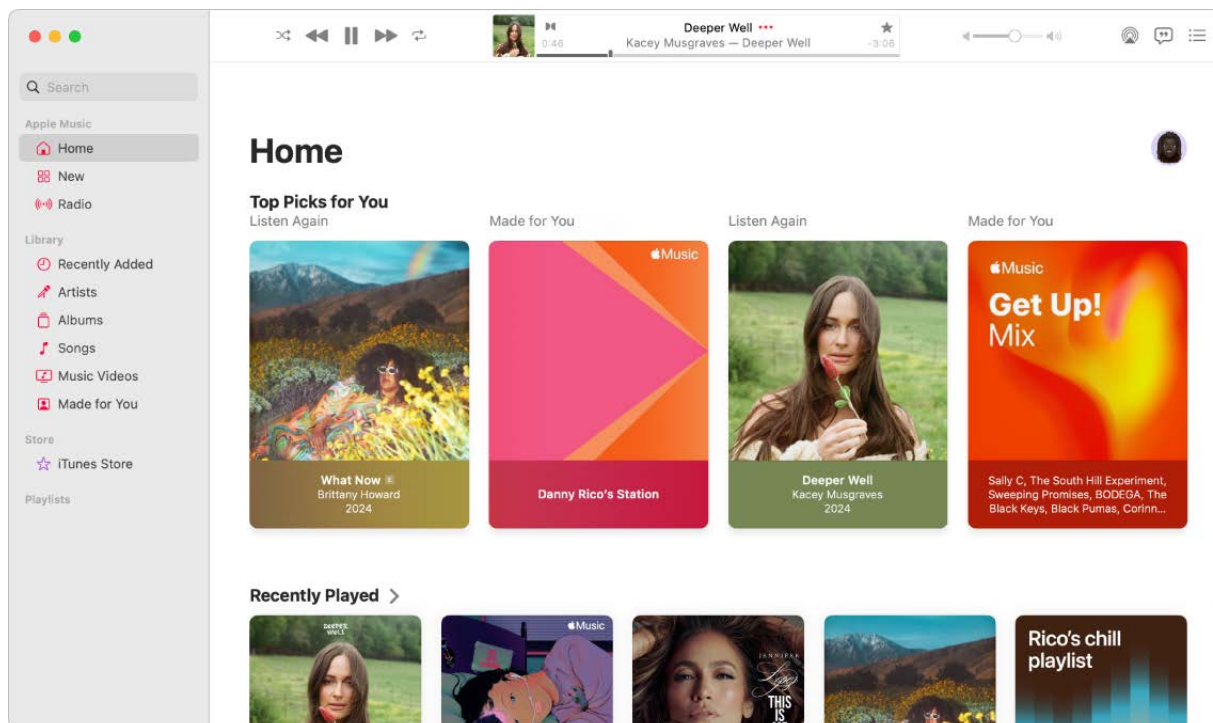 Deeper Well •••
0:46
Kacey Musgraves — Deeper Well
-3:06
Search
Apple Music
Home
New
Radio
Library
Recently Added
Artists
Albums
Songs
Music Videos
Made for You
Store
iTunes Store
Playlists
Home
Top Picks for You
Listen Again
Made for You
Listen Again
Made for You
What Now E
Brittany Howard
2024
Music
Danny Rico’s Station
Deeper Well
Kacey Musgraves
2024
Music
Get Up!
Mix
Sally C, The South Hill Experiment,
Sweeping Promises, BODEGA, The
Black Keys, Black Pumas, Corinn...
Recently Played
DEEPER
WELL
Music
JENNIFER
Lopez
THIS
IS
Rico’s chill
playlist